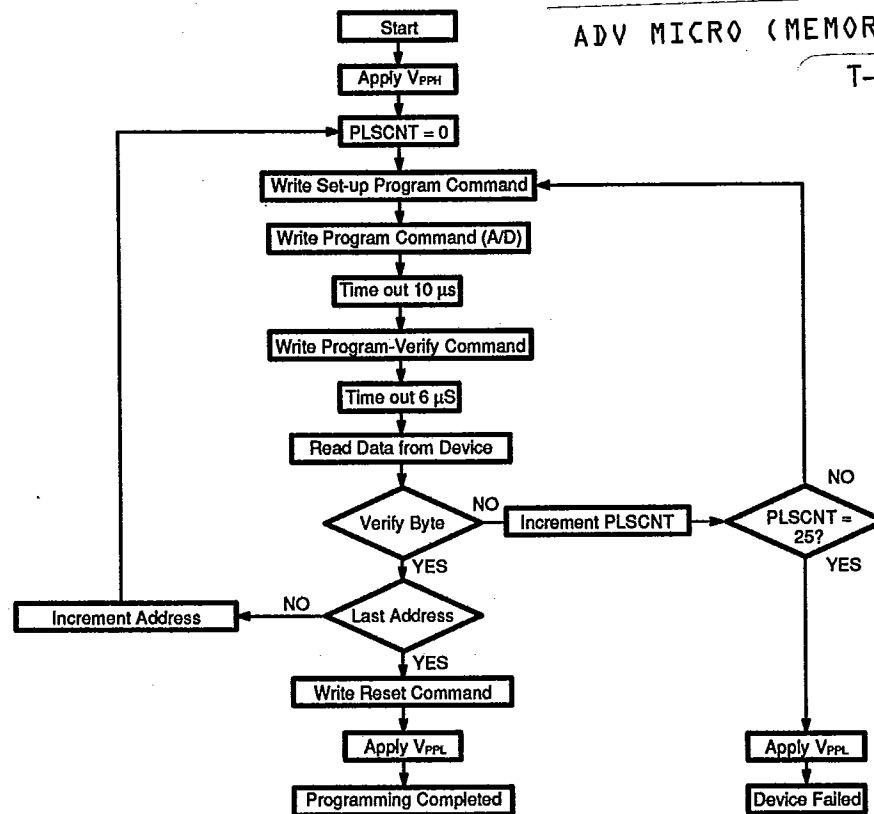 ADV MICRO (MEMOR
T-
Start
Apply VPPH
PLSCNT = 0
Write Set-up Program Command
Write Program Command (A/D)
Time out 10 µs
Write Program-Verify Command
Time out 6 µS
Read Data from Device
Verify Byte
NO
Increment PLSCNT
PLSCNT =
25?
NO
YES
YES
Last Address
NO
Increment Address
YES
Write Reset Command
Apply VPPL
Programming Completed
Apply VPPL
Device Failed